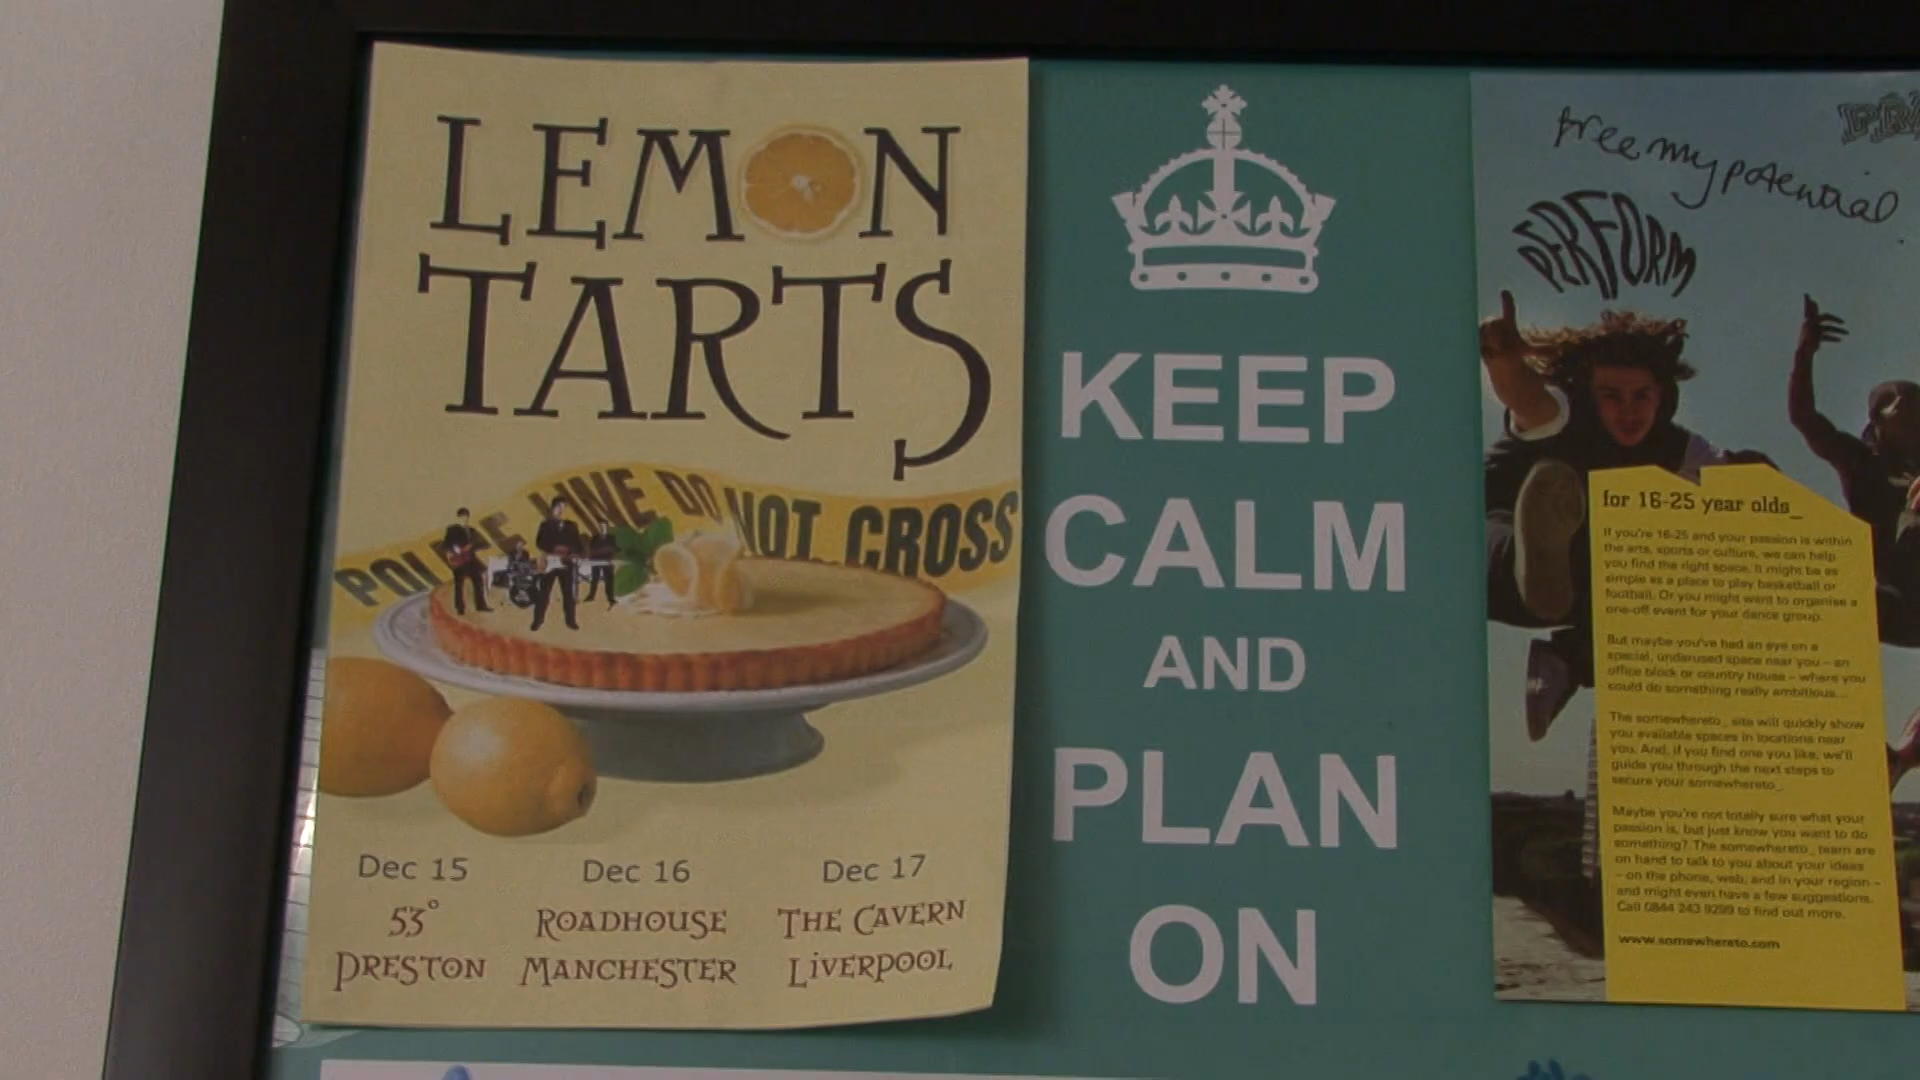 LEMON
TARTS
POLICE LINE DO NOT CROSS
Dec 15
53°
PRESTON
Dec 16
ROADHOUSE
MANCHESTER
Dec 17
THE CAVERN
LIVERPOOL
KEEP
CALM
AND
PLAN
ON
free my potential
PERFORM
for 16-25 year olds_
If you're 16-25 and your passion is within
the arts, sports or culture, we can help
you find the right space. It might be as
simple as a place to play basketball or
football. Or you might want to organise a
one-off event for your dance group.
But maybe you've had an eye on a
special, underused space near you – an
office block or country house – where you
could do something really ambitious...
The somewhereto_ site will quickly show
you available spaces in locations near
you. And, if you find one you like, we'll
guide you through the next steps to
secure your somewhereto_
Maybe you're not totally sure what your
passion is, but just know you want to do
something? The somewhereto_ team are
on hand to talk to you about your ideas
– on the phone, web, and in your region –
and might even have a few suggestions.
Call 0844 243 9299 to find out more.
www.somewhereto.com